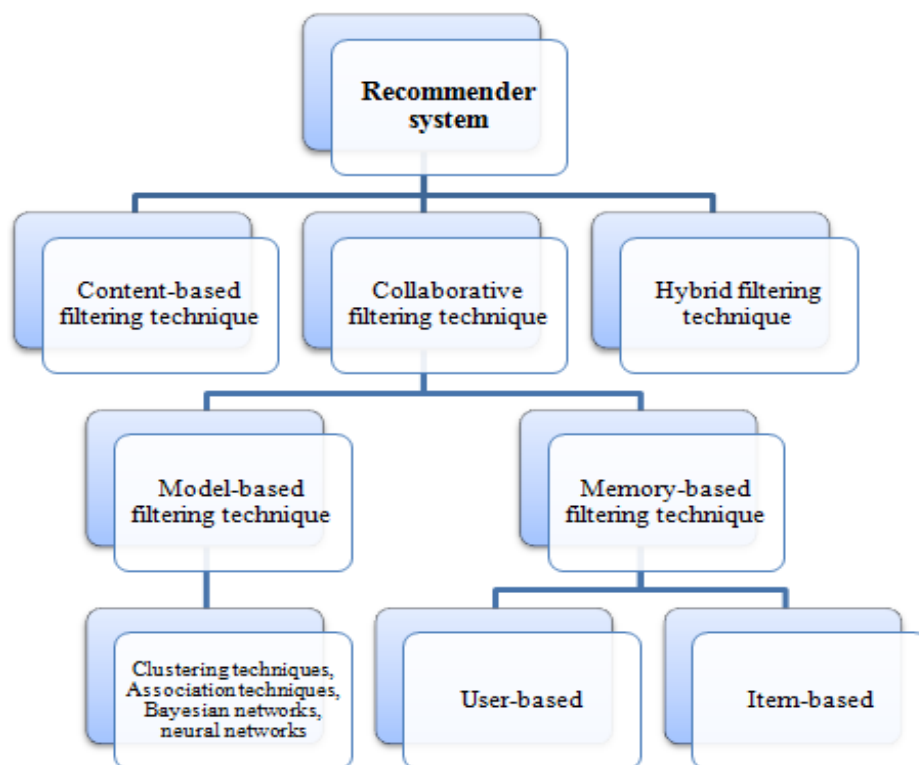 Recommender
system
Content-based
filtering technique
Collaborative
filtering technique
Hybrid filtering
technique
Model-based
filtering technique
Memory-based
filtering technique
Clustering techniques,
Association techniques,
Bayesian networks,
neural networks
User-based
Item-based